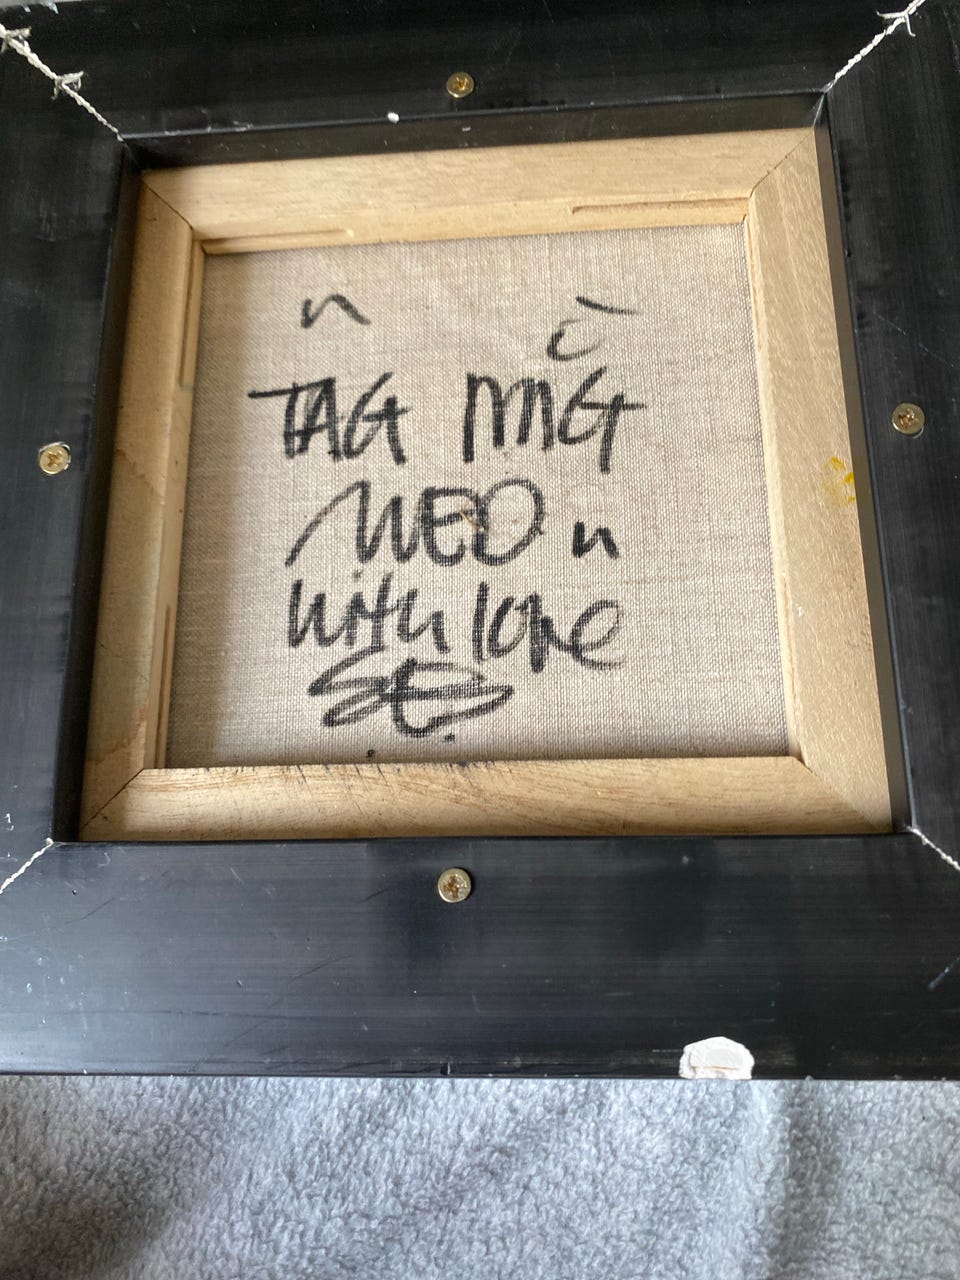 " TAG MIG
MED "
With love